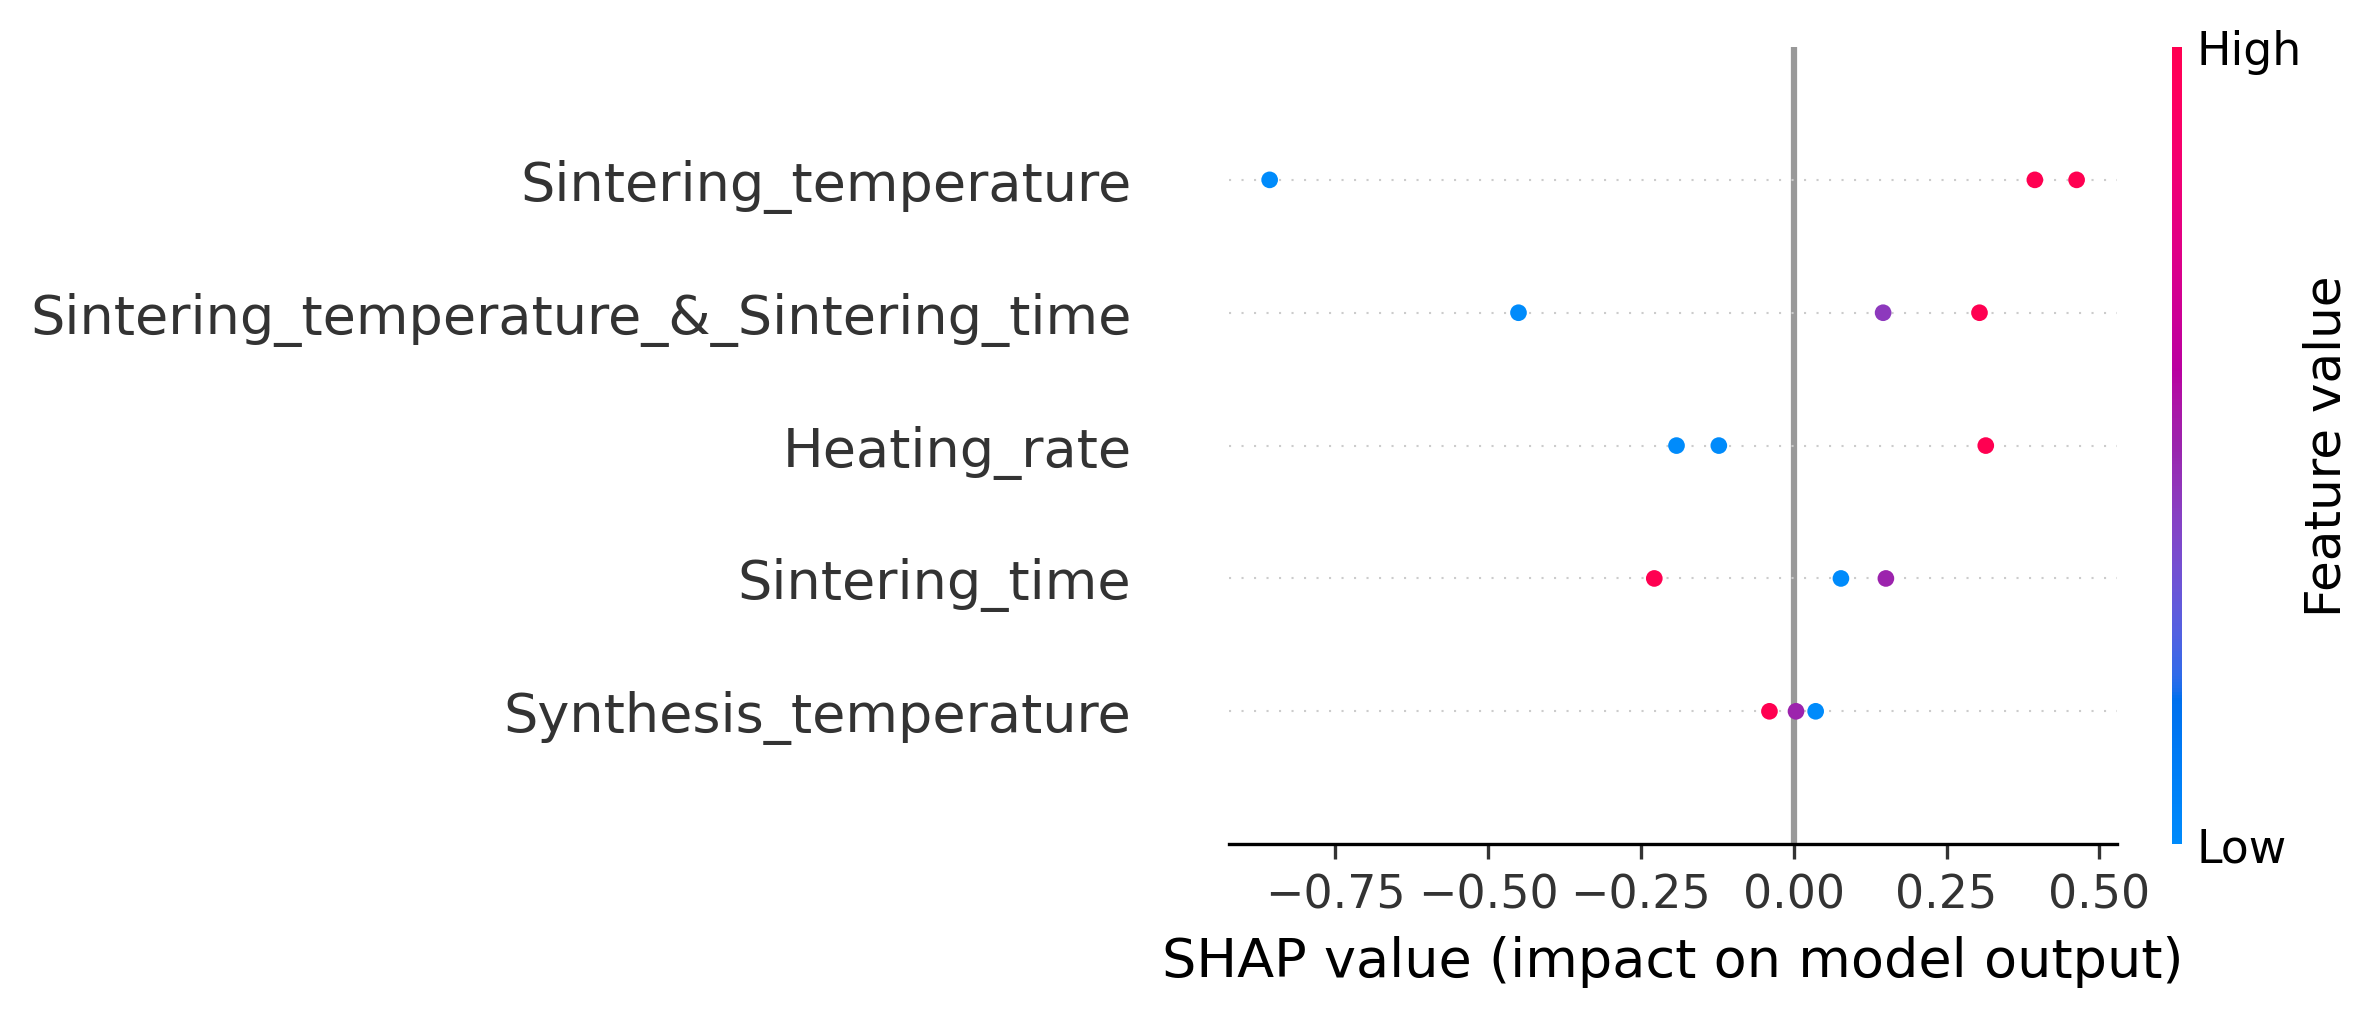 High
Sintering_temperature
Sintering_temperature_&_Sintering_time
Heating_rate
Sintering_time
Synthesis_temperature
Feature value
Low
−0.75 −0.50 −0.25 0.00 0.25 0.50
SHAP value (impact on model output)